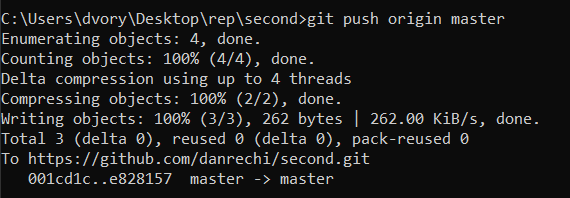 C:\Users\dvory\Desktop\rep\second>git push origin master
Enumerating objects: 4, done.
Counting objects: 100% (4/4), done.
Delta compression using up to 4 threads
Compressing objects: 100% (2/2), done.
Writing objects: 100% (3/3), 262 bytes | 262.00 KiB/s, done.
Total 3 (delta 0), reused 0 (delta 0), pack-reused 0
To https://github.com/danrechi/second.git
   001cd1c..e828157  master -> master